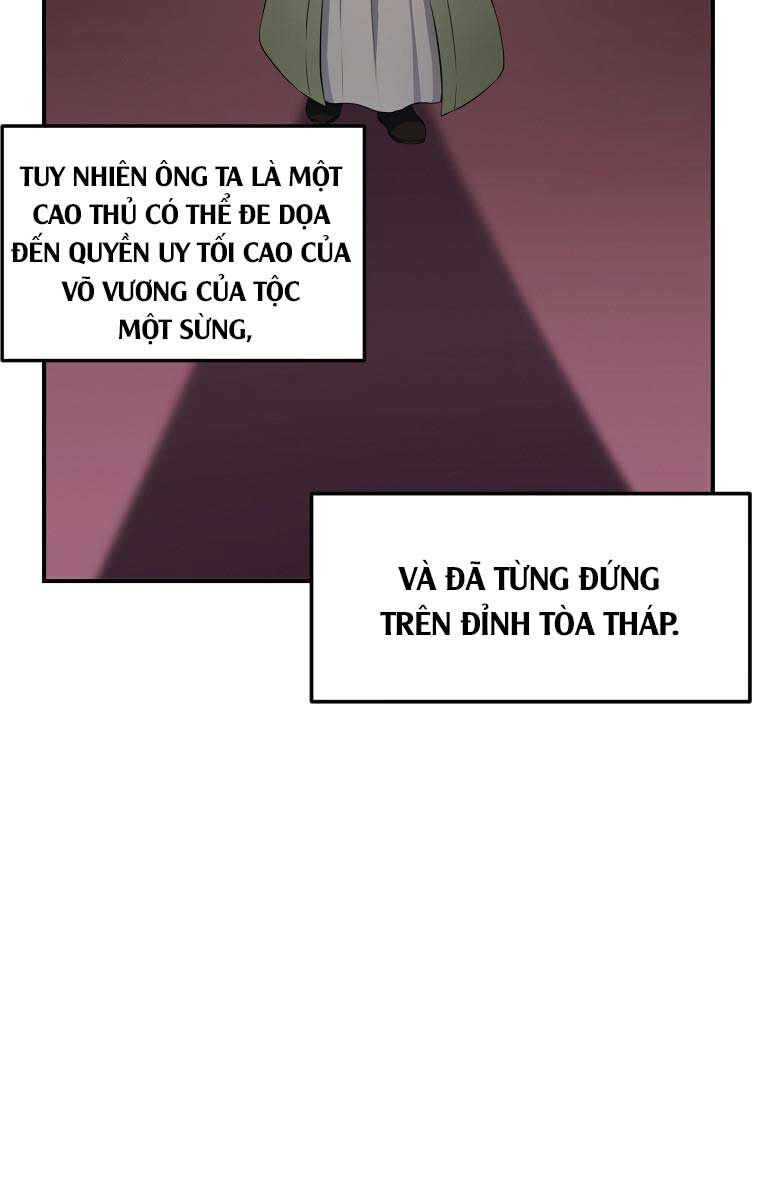 TUY NHIÊN ÔNG TA LÀ MỘT
CAO THỦ CÓ THỂ ĐE DỌA
ĐẾN QUYỀN UY TỐI CAO CỦA
VÕ VƯƠNG CỦA TỘC
MỘT SỪNG,
VÀ ĐÃ TỪNG ĐỨNG
TRÊN ĐỈNH TÒA THÁP.